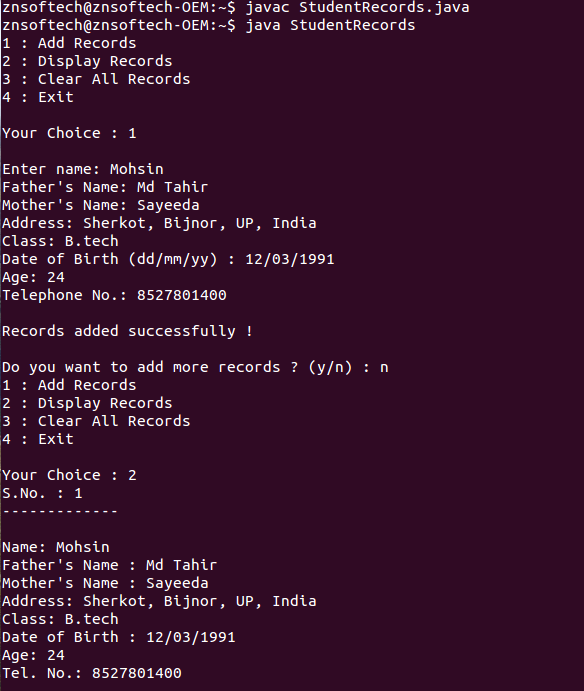 znsoftech@znsoftech-OEM:~$ javac StudentRecords.java
znsoftech@znsoftech-OEM:~$ java StudentRecords
1 : Add Records
2 : Display Records
3 : Clear All Records
4 : Exit
Your Choice : 1
Enter name: Mohsin
Father's Name: Md Tahir
Mother's Name: Sayeeda
Address: Sherkot, Bijnor, UP, India
Class: B.tech
Date of Birth (dd/mm/yy) : 12/03/1991
Age: 24
Telephone No.: 8527801400
Records added successfully !
Do you want to add more records ? (y/n) : n
1 : Add Records
2 : Display Records
3 : Clear All Records
4 : Exit
Your Choice : 2
S.No. : 1
-------------
Name: Mohsin
Father's Name : Md Tahir
Mother's Name : Sayeeda
Address: Sherkot, Bijnor, UP, India
Class: B.tech
Date of Birth : 12/03/1991
Age: 24
Tel. No.: 8527801400